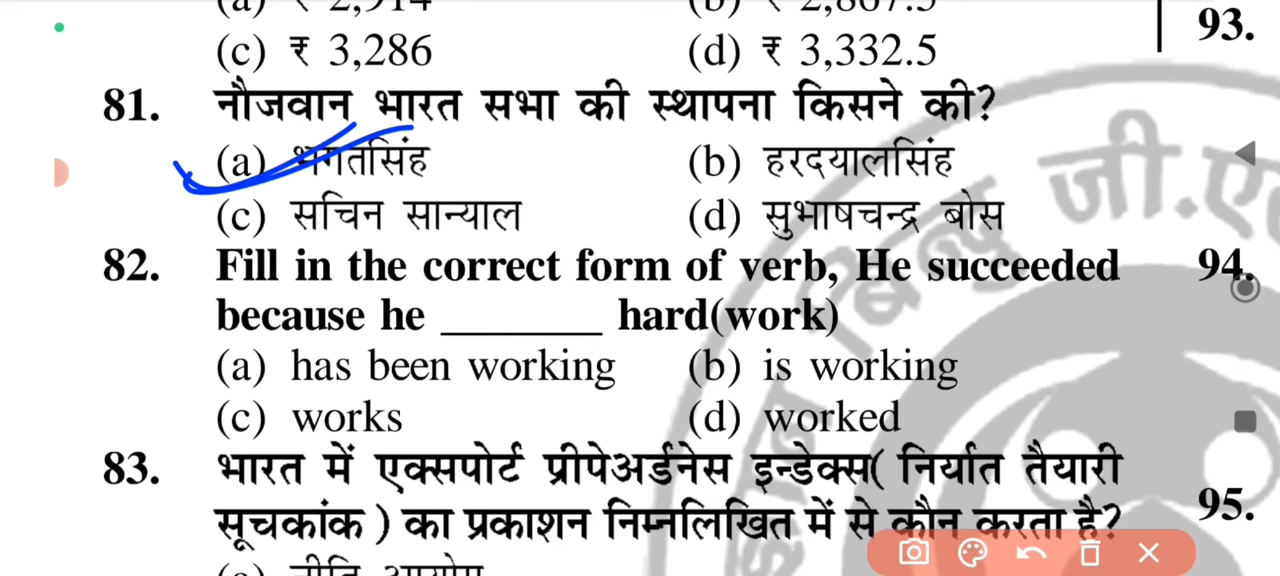 (c) ₹ 3,286 (d) ₹ 3,332.5
93.
81. नौजवान भारत सभा की स्थापना किसने की?
(a) भगतसिंह (b) हरदयालसिंह
(c) सचिन सान्याल (d) सुभाषचन्द्र बोस
82. Fill in the correct form of verb, He succeeded
94.
because he _______ hard(work)
(a) has been working (b) is working
(c) works (d) worked
83. भारत में एक्सपोर्ट प्रीपेअर्डनेस इन्डेक्स( निर्यात तैयारी
सूचकांक ) का प्रकाशन निम्नलिखित में से कौन करता है?
95.